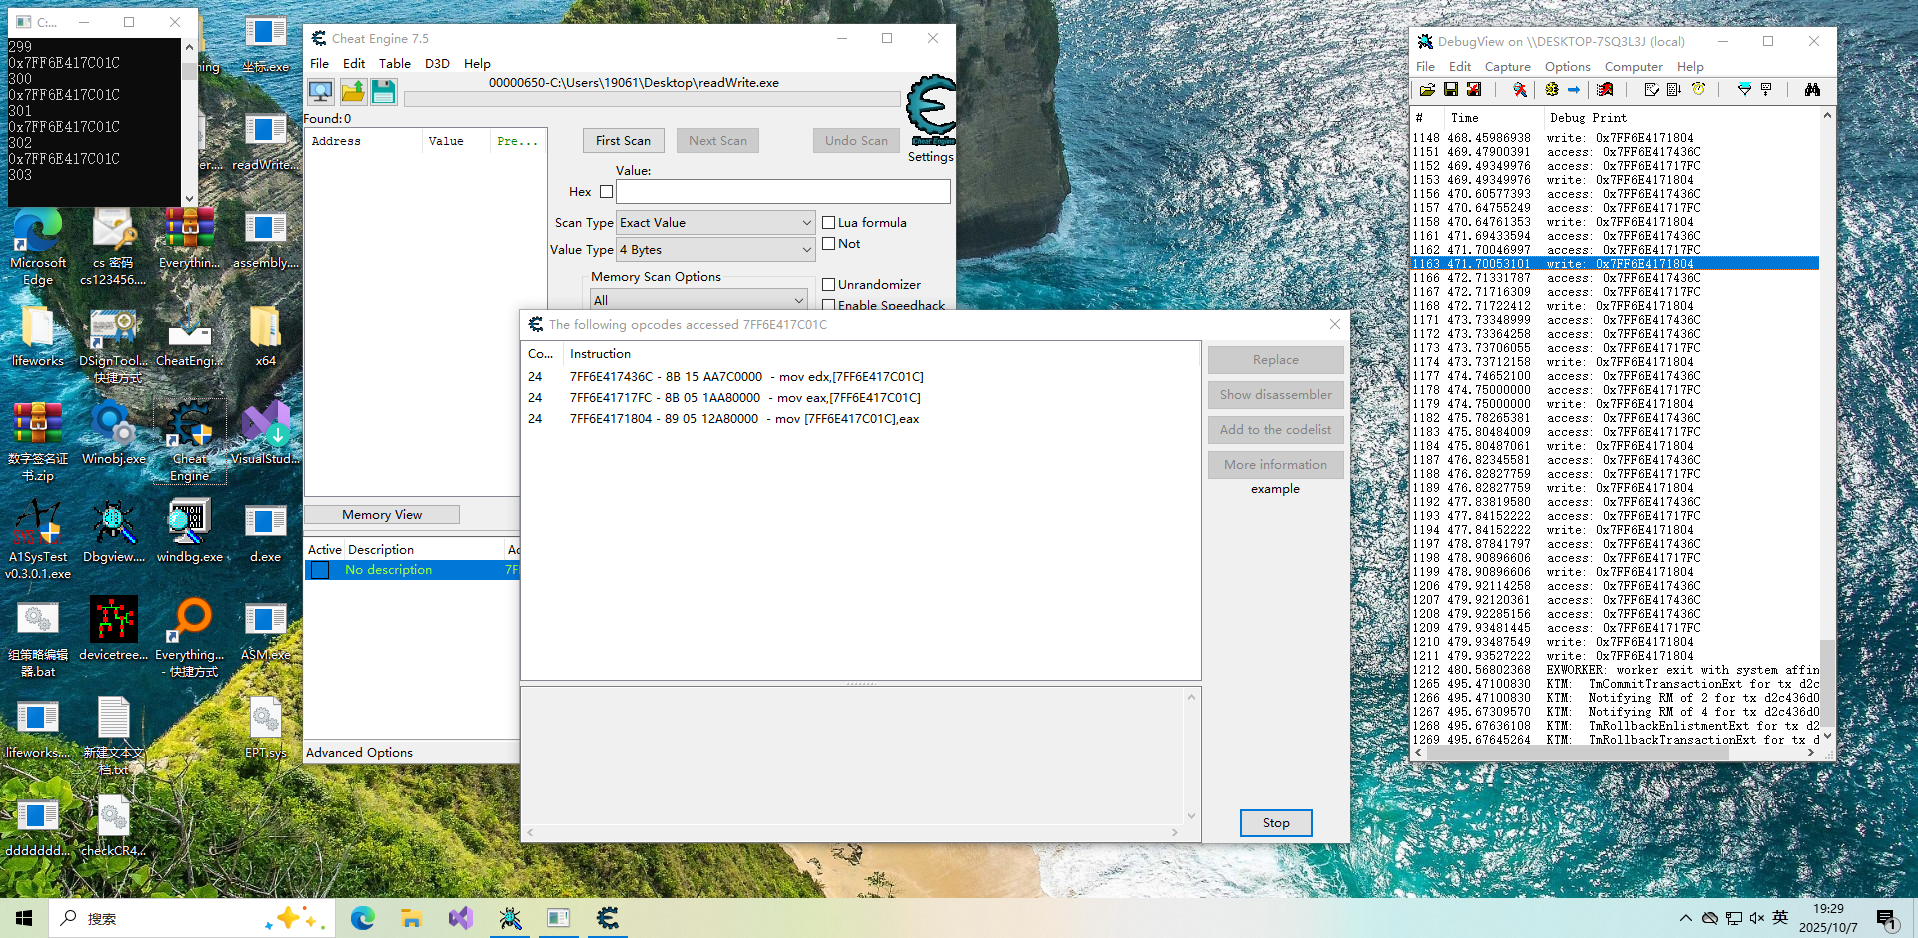 C:...
299
0x7FF6E417C01C
300
0x7FF6E417C01C
301
0x7FF6E417C01C
302
0x7FF6E417C01C
303
坐标.exe
readWrite...
Microsoft Edge
cs 密码 cs123456....
Everythin...
assembly....
lifeworks
DSignTool... - 快捷方式
CheatEngi...
x64
数字签名证书.zip
Winobj.exe
Cheat Engine
VisualStud...
A1SysTest v0.3.0.1.exe
Dbgview....
windbg.exe
d.exe
组策略编辑器.bat
devicetree...
Everything... - 快捷方式
ASM.exe
lifeworks....
新建文本文档.txt
EPT.sys
ddddddd...
checkCR4...
Cheat Engine 7.5
File Edit Table D3D Help
00000650-C:\Users\19061\Desktop\readWrite.exe
Found:0
Address Value Pre...
First Scan Next Scan Undo Scan
Cheat Engine
Settings
Value:
Hex
Scan Type Exact Value Lua formula
Not
Value Type 4 Bytes
Memory Scan Options
All
Unrandomizer
Enable Speedhack
Memory View
Active Description Ad
No description 7FF
Advanced Options
The following opcodes accessed 7FF6E417C01C
Co... Instruction
24 7FF6E417436C - 8B 15 AA7C0000 - mov edx,[7FF6E417C01C]
24 7FF6E41717FC - 8B 05 1AA80000 - mov eax,[7FF6E417C01C]
24 7FF6E4171804 - 89 05 12A80000 - mov [7FF6E417C01C],eax
Replace
Show disassembler
Add to the codelist
More information
example
Stop
DebugView on \\DESKTOP-7SQ3L3J (local)
File Edit Capture Options Computer Help
# Time Debug Print
1148 468.45986938 write: 0x7FF6E4171804
1151 469.47900391 access: 0x7FF6E417436C
1152 469.49349976 access: 0x7FF6E41717FC
1153 469.49349976 write: 0x7FF6E4171804
1156 470.60577393 access: 0x7FF6E417436C
1157 470.64755249 access: 0x7FF6E41717FC
1158 470.64761353 write: 0x7FF6E4171804
1161 471.69433594 access: 0x7FF6E417436C
1162 471.70046997 access: 0x7FF6E41717FC
1163 471.70053101 write: 0x7FF6E4171804
1166 472.71331787 access: 0x7FF6E417436C
1167 472.71716309 access: 0x7FF6E41717FC
1168 472.71722412 write: 0x7FF6E4171804
1171 473.73348999 access: 0x7FF6E417436C
1172 473.73364258 access: 0x7FF6E417436C
1173 473.73706055 access: 0x7FF6E41717FC
1174 473.73712158 write: 0x7FF6E4171804
1177 474.74652100 access: 0x7FF6E417436C
1178 474.75000000 access: 0x7FF6E41717FC
1179 474.75000000 write: 0x7FF6E4171804
1182 475.78265381 access: 0x7FF6E417436C
1183 475.80484009 access: 0x7FF6E41717FC
1184 475.80487061 write: 0x7FF6E4171804
1187 476.82345581 access: 0x7FF6E417436C
1188 476.82827759 access: 0x7FF6E41717FC
1189 476.82827759 write: 0x7FF6E4171804
1192 477.83819580 access: 0x7FF6E417436C
1193 477.84152222 access: 0x7FF6E41717FC
1194 477.84152222 write: 0x7FF6E4171804
1197 478.87841797 access: 0x7FF6E417436C
1198 478.90896606 access: 0x7FF6E41717FC
1199 478.90896606 write: 0x7FF6E4171804
1206 479.92114258 access: 0x7FF6E417436C
1207 479.92120361 access: 0x7FF6E417436C
1208 479.92285156 access: 0x7FF6E417436C
1209 479.93481445 access: 0x7FF6E41717FC
1210 479.93487549 write: 0x7FF6E4171804
1211 479.93527222 write: 0x7FF6E4171804
1212 480.56802368 EXWORKER: worker exit with system affin
1265 495.47100830 KTM: TmCommitTransactionExt for tx d2c
1266 495.47100830 KTM: Notifying RM of 2 for tx d2c436d0
1267 495.67309570 KTM: Notifying RM of 4 for tx d2c436d0
1268 495.67636108 KTM: TmRollbackEnlistmentExt for tx d2
1269 495.67645264 KTM: TmRollbackTransactionExt for tx d
搜索
英
19:29
2025/10/7
1